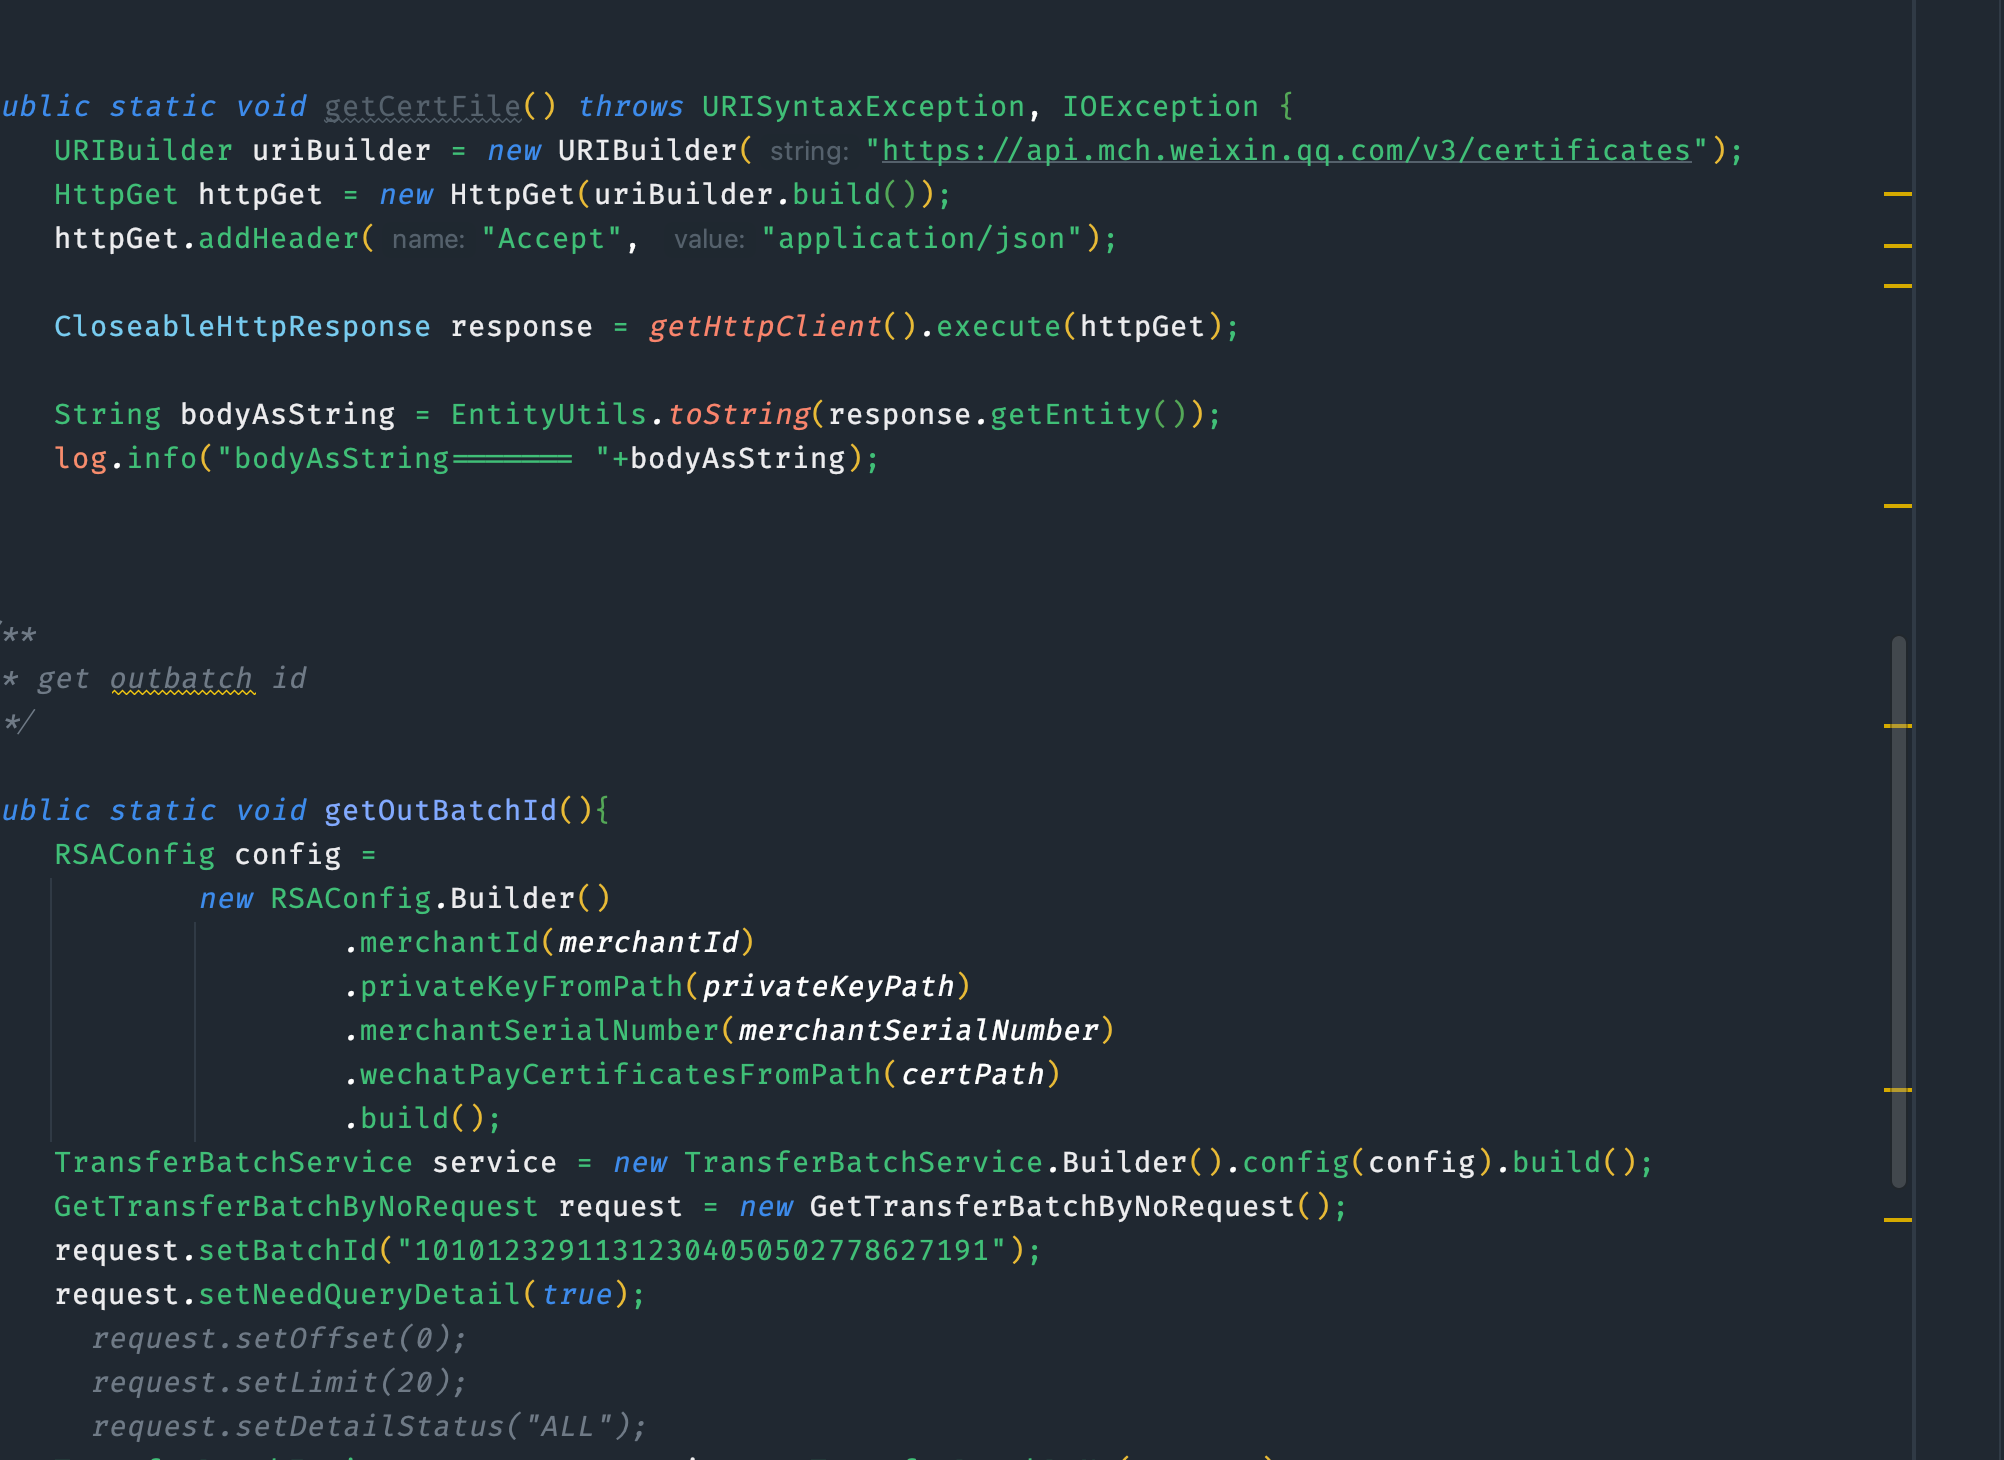 ublic static void getCertFile() throws URISyntaxException, IOException {
URIBuilder uriBuilder = new URIBuilder( string: "https://api.mch.weixin.qq.com/v3/certificates");
HttpGet httpGet = new HttpGet(uriBuilder.build());
httpGet.addHeader( name: "Accept", value: "application/json");
CloseableHttpResponse response = getHttpClient().execute(httpGet);
String bodyAsString = EntityUtils.toString(response.getEntity());
log.info("bodyAsString======= "+bodyAsString);
/**
* get outbatch id
*/
ublic static void getOutBatchId(){
RSAConfig config =
new RSAConfig.Builder()
.merchantId(merchantId)
.privateKeyFromPath(privateKeyPath)
.merchantSerialNumber(merchantSerialNumber)
.wechatPayCertificatesFromPath(certPath)
.build();
TransferBatchService service = new TransferBatchService.Builder().config(config).build();
GetTransferBatchByNoRequest request = new GetTransferBatchByNoRequest();
request.setBatchId("10101232911312304050502778627191");
request.setNeedQueryDetail(true);
request.setOffset(0);
request.setLimit(20);
request.setDetailStatus("ALL");